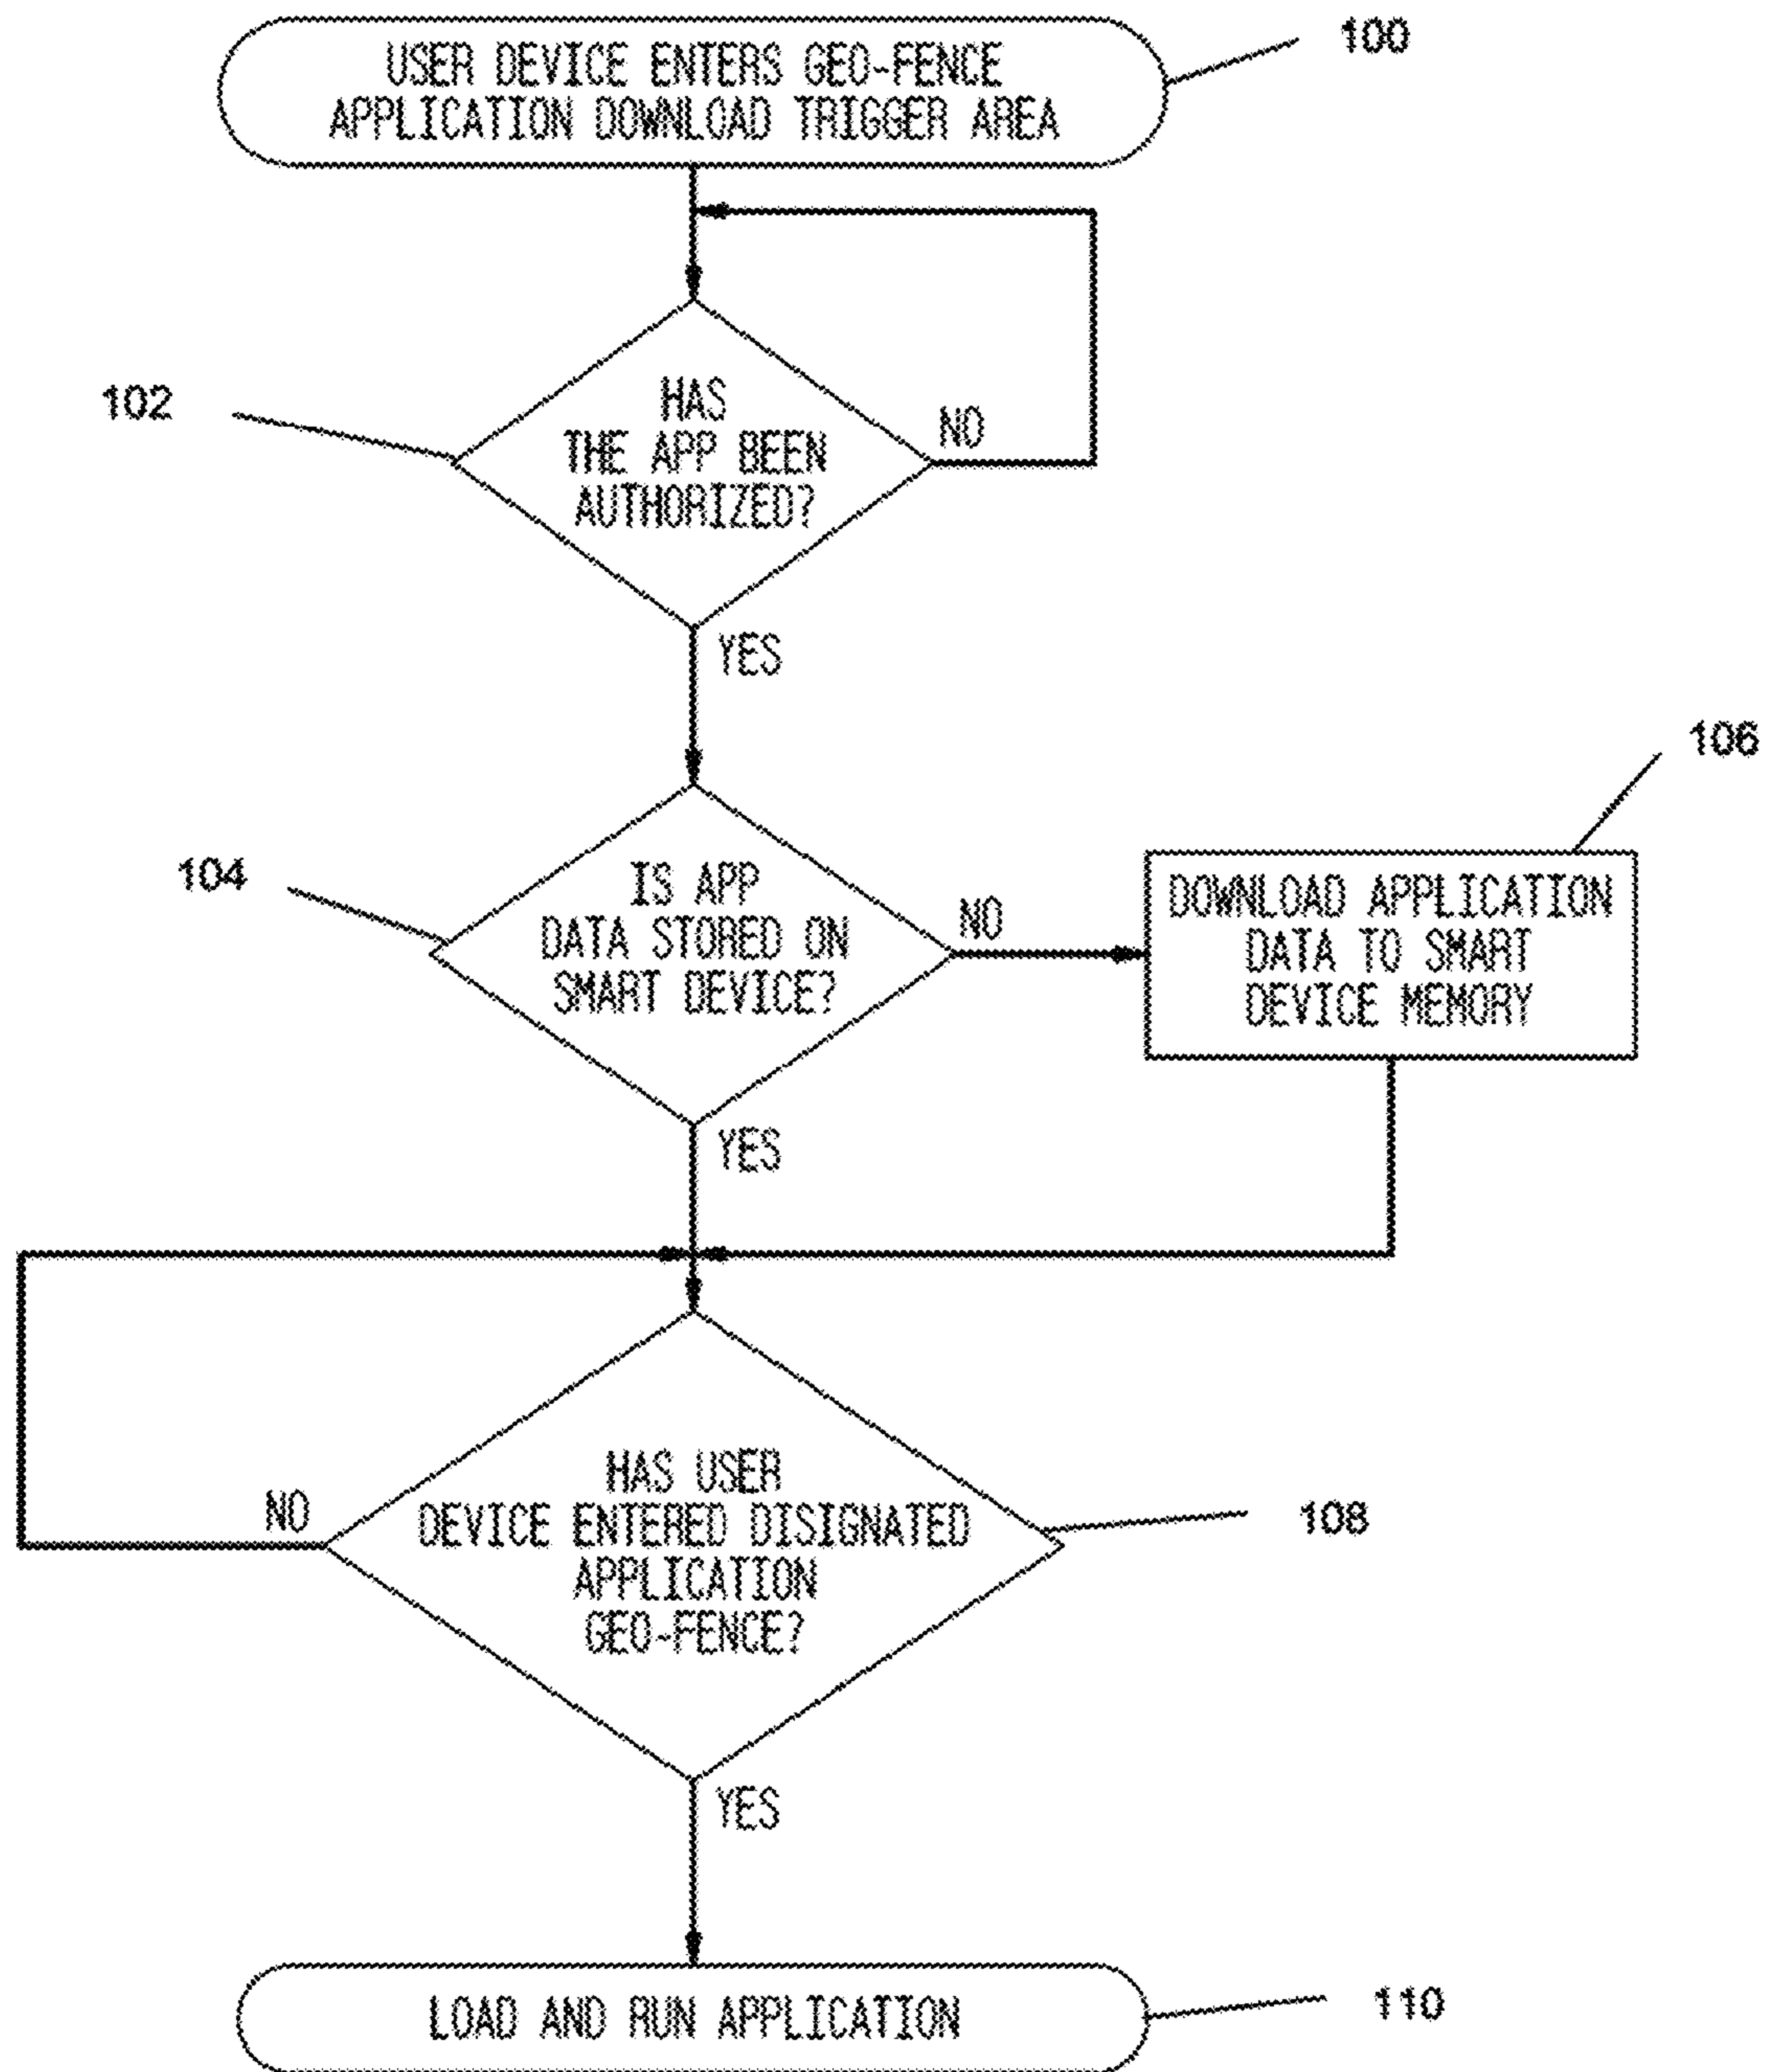 USER DEVICE ENTERS GEO-FENCE
APPLICATION DOWNLOAD TRIGGER AREA
100
HAS
THE APP BEEN
AUTHORIZED?
102
NO
YES
IS APP
DATA STORED ON
SMART DEVICE?
104
NO
DOWNLOAD APPLICATION
DATA TO SMART
DEVICE MEMORY
106
YES
HAS USER
DEVICE ENTERED DISIGNATED
APPLICATION
GEO-FENCE?
NO
108
YES
LOAD AND RUN APPLICATION
110